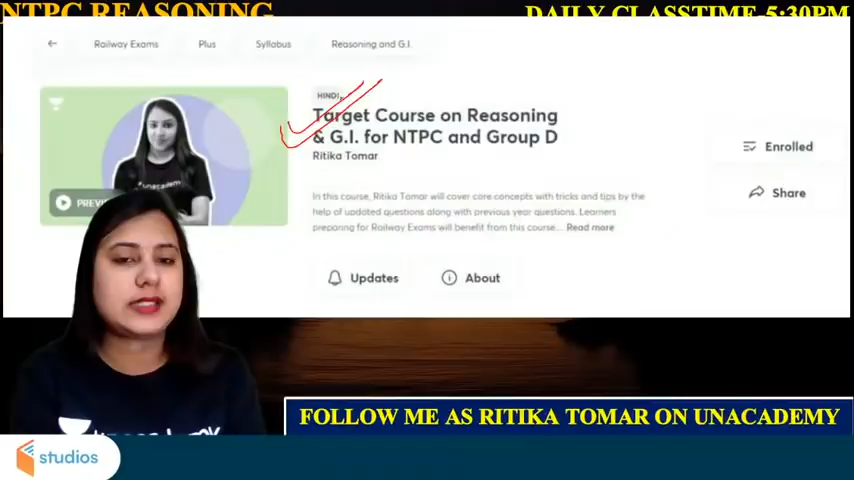 NTPC REASONING
DAILY CLASSTIME-5:30PM
Railway Exams
Plus
Syllabus
Reasoning and G.I.
HINDI
Target Course on Reasoning
& G.I. for NTPC and Group D
Ritika Tomar
Enrolled
Share
In this course, Ritika Tomar will cover core concepts with tricks and tips by the
help of updated questions along with previous year questions. Learners
preparing for Railway Exams will benefit from this course... Read more
unacademy
Updates
About
FOLLOW ME AS RITIKA TOMAR ON UNACADEMY
studios